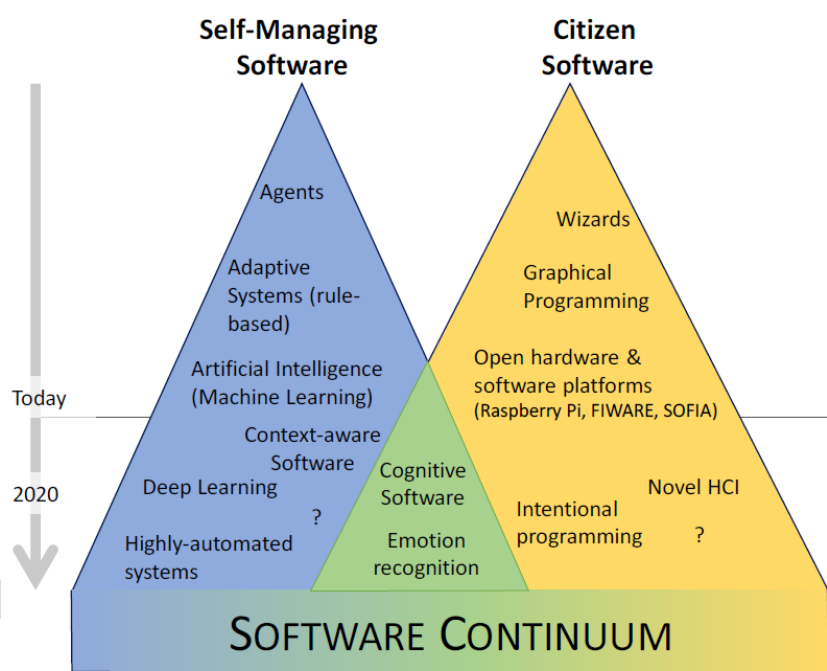 Self-Managing
Software
Citizen
Software
Agents
Wizards
Adaptive
Systems (rule-
based)
Graphical
Programming
Artificial Intelligence
(Machine Learning)
Open hardware &
software platforms
(Raspberry Pi, FIWARE, SOFIA)
Today
Context-aware
Software
Cognitive
Software
2020
Deep Learning
?
Novel HCI
Intentional
programming
?
Highly-automated
systems
Emotion
recognition
SOFTWARE CONTINUUM